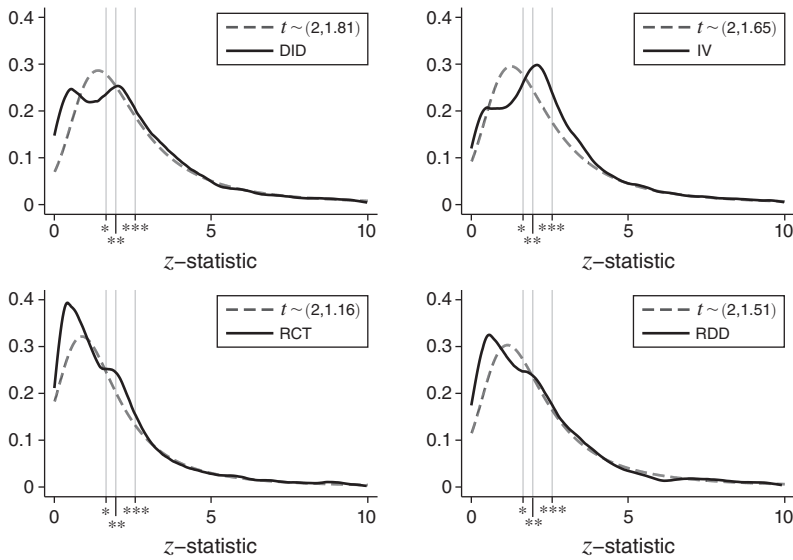 0.4
0.3
0.2
0.1
0
t ~ (2,1.81)
DID
0 * ** *** 5 10
z–statistic
0.4
0.3
0.2
0.1
0
t ~ (2,1.65)
IV
0 * ** *** 5 10
z–statistic
0.4
0.3
0.2
0.1
0
t ~ (2,1.16)
RCT
0 * ** *** 5 10
z–statistic
0.4
0.3
0.2
0.1
0
t ~ (2,1.51)
RDD
0 * ** *** 5 10
z–statistic